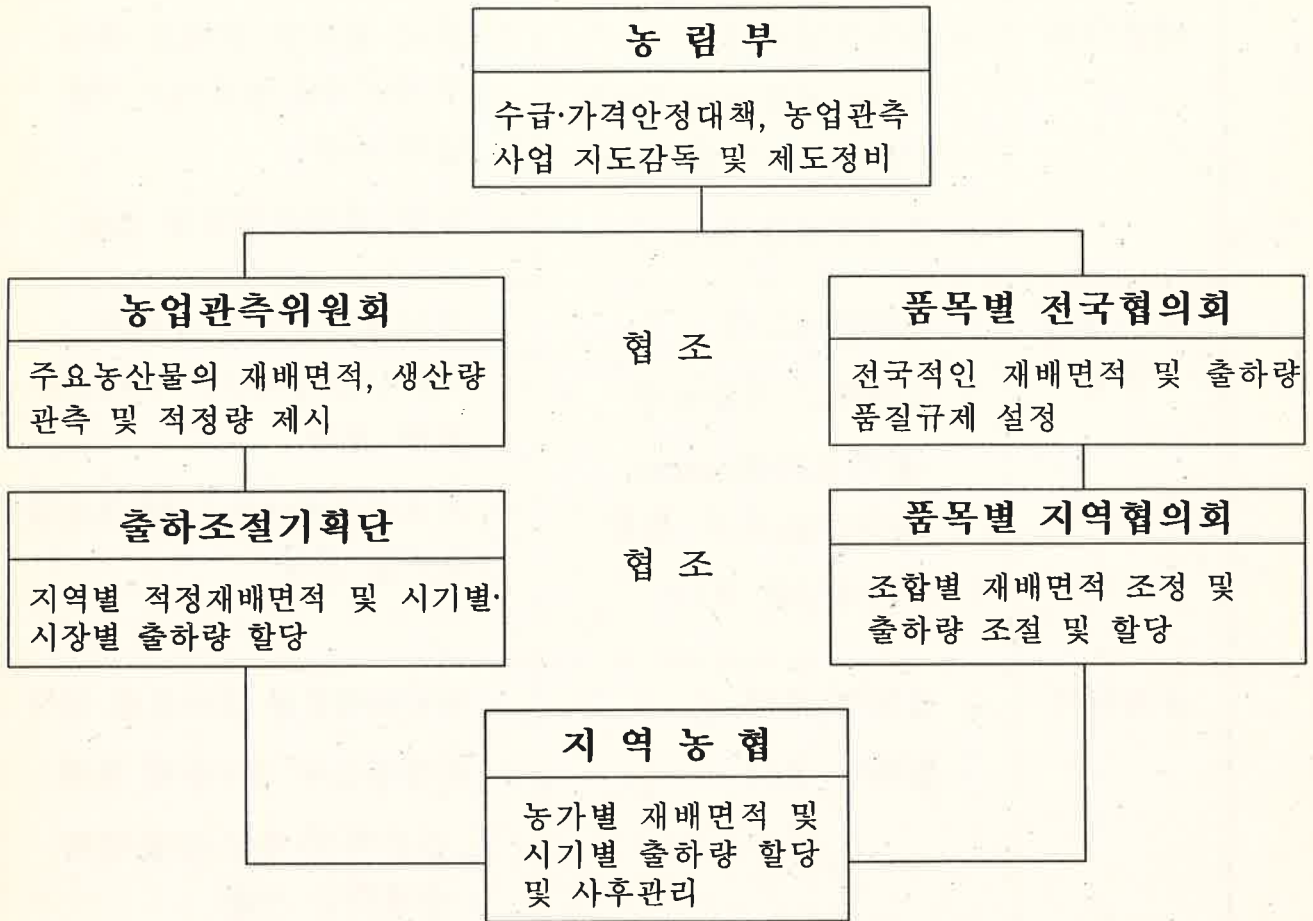 농 림 부
수급·가격안정대책, 농업관측
사업 지도감독 및 제도정비
농업관측위원회
주요농산물의 재배면적, 생산량
관측 및 적정량 제시
협 조
품목별 전국협의회
전국적인 재배면적 및 출하량
품질규제 설정
출하조절기획단
지역별 적정재배면적 및 시기별·
시장별 출하량 할당
협 조
품목별 지역협의회
조합별 재배면적 조정 및
출하량 조절 및 할당
지 역 농 협
농가별 재배면적 및
시기별 출하량 할당
및 사후관리